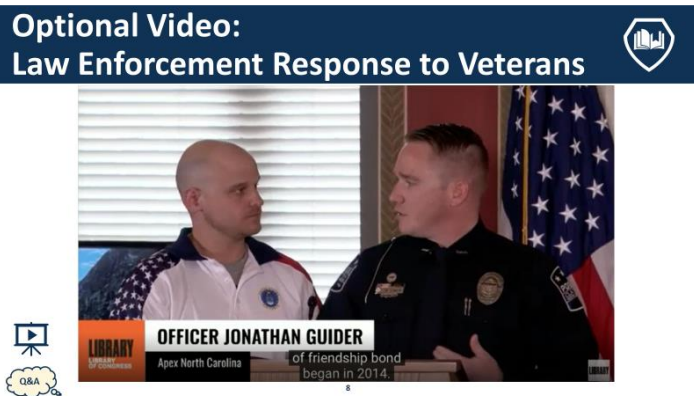 Optional Video:
Law Enforcement Response to Veterans
OFFICER JONATHAN GUIDER
LIBRARY
LIBRARY
OF CONGRESS
Apex North Carolina
of friendship bond
began in 2014.
LIBRARY
Q&A
8